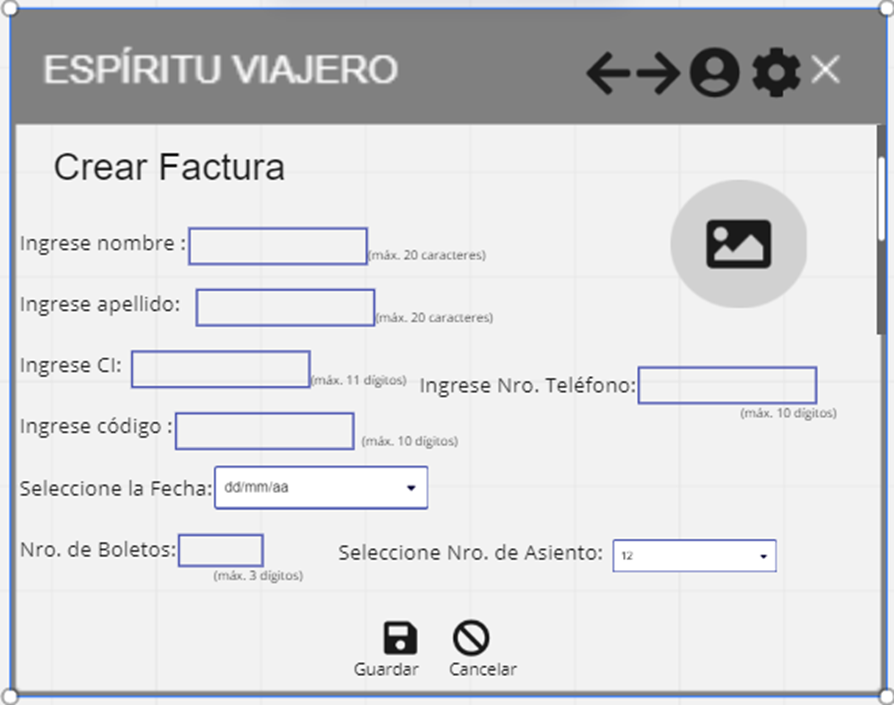 ESPÍRITU VIAJERO
Crear Factura
Ingrese nombre :
(máx. 20 caracteres)
Ingrese apellido:
(máx. 20 caracteres)
Ingrese CI:
(máx. 11 dígitos)
Ingrese Nro. Teléfono:
(máx. 10 dígitos)
Ingrese código :
(máx. 10 dígitos)
Seleccione la Fecha: dd/mm/aa
Nro. de Boletos:
(máx. 3 dígitos)
Seleccione Nro. de Asiento: 12
Guardar Cancelar